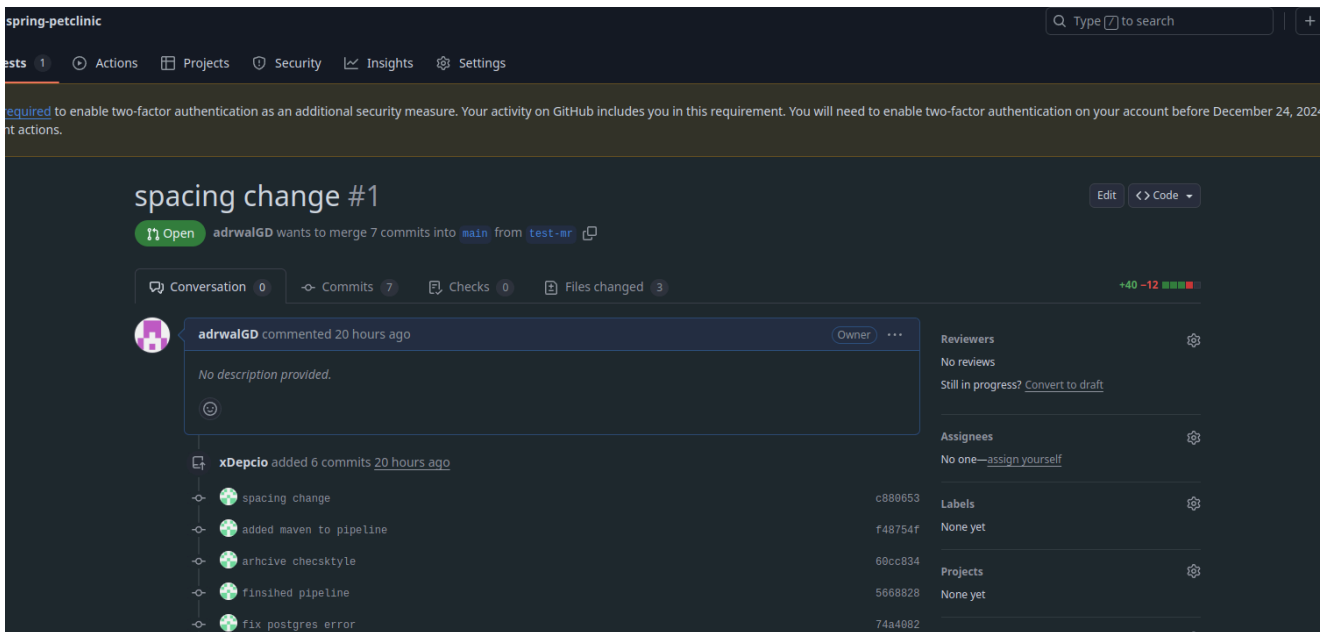 spring-petclinic
Type / to search
ests 1 Actions Projects Security Insights Settings
required to enable two-factor authentication as an additional security measure. Your activity on GitHub includes you in this requirement. You will need to enable two-factor authentication on your account before December 24, 2024
nt actions.
spacing change #1
Edit <> Code
Open adrwalGD wants to merge 7 commits into main from test-mr
Conversation 0 Commits 7 Checks 0 Files changed 3 +40 −12
adrwalGD commented 20 hours ago Owner ...
No description provided.
Reviewers
No reviews
Still in progress? Convert to draft
Assignees
No one—assign yourself
Labels
None yet
Projects
None yet
xDepcio added 6 commits 20 hours ago
spacing change c880653
added maven to pipeline f48754f
arhcive checsktyle 60cc834
finsihed pipeline 5668828
fix postgres error 74a4082